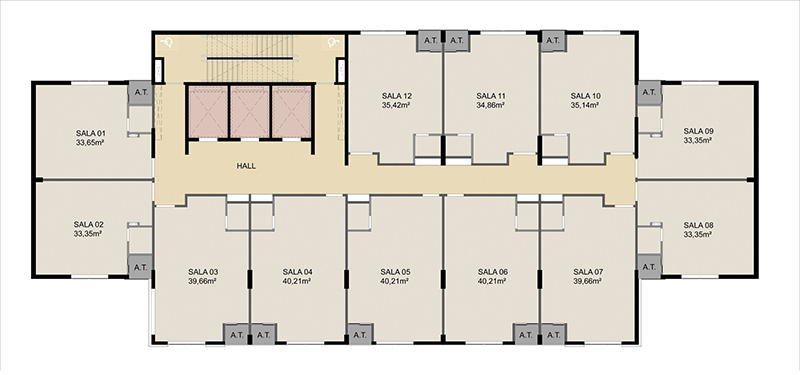 A.T.
A.T.
A.T.
SALA 12
35,42m²
SALA 11
34,86m²
SALA 10
35,14m²
A.T.
A.T.
SALA 01
33,65m²
SALA 09
33,35m²
HALL
SALA 02
33,35m²
SALA 08
33,35m²
A.T.
A.T.
SALA 03
39,66m²
SALA 04
40,21m²
SALA 05
40,21m²
SALA 06
40,21m²
SALA 07
39,66m²
A.T.
A.T.
A.T.
A.T.
A.T.